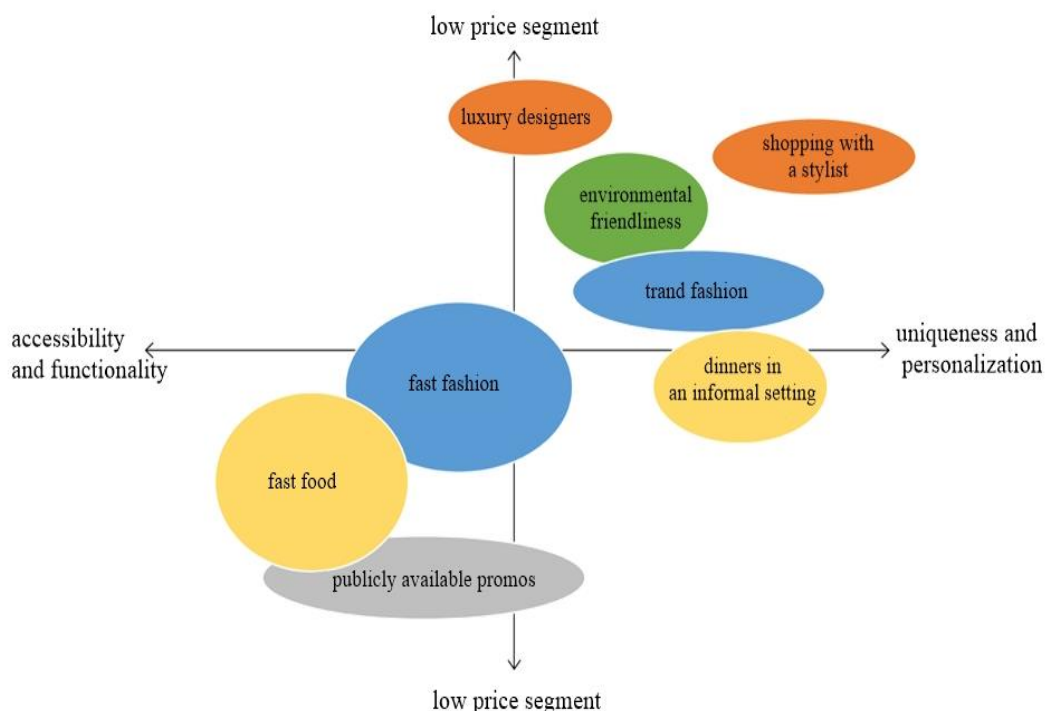 low price segment
luxury designers
shopping with
a stylist
environmental
friendliness
trand fashion
accessibility
and functionality
uniqueness and
personalization
fast fashion
dinners in
an informal setting
fast food
publicly available promos
low price segment